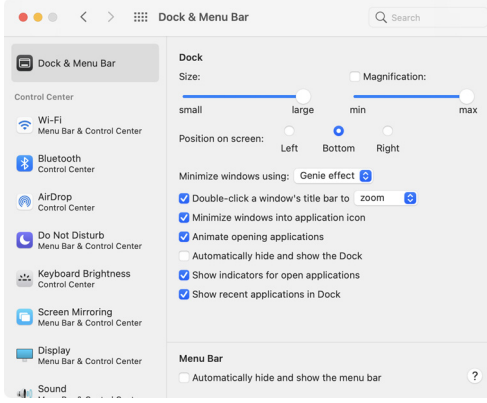 Dock & Menu Bar
Search
Dock & Menu Bar
Control Center
Wi-Fi
Menu Bar & Control Center
Bluetooth
Control Center
AirDrop
Control Center
Do Not Disturb
Menu Bar & Control Center
Keyboard Brightness
Control Center
Screen Mirroring
Menu Bar & Control Center
Display
Menu Bar & Control Center
Sound
Dock
Size:
Magnification:
small large
min max
Position on screen:
Left Bottom Right
Minimize windows using: Genie effect
Double-click a window's title bar to zoom
Minimize windows into application icon
Animate opening applications
Automatically hide and show the Dock
Show indicators for open applications
Show recent applications in Dock
Menu Bar
Automatically hide and show the menu bar
?